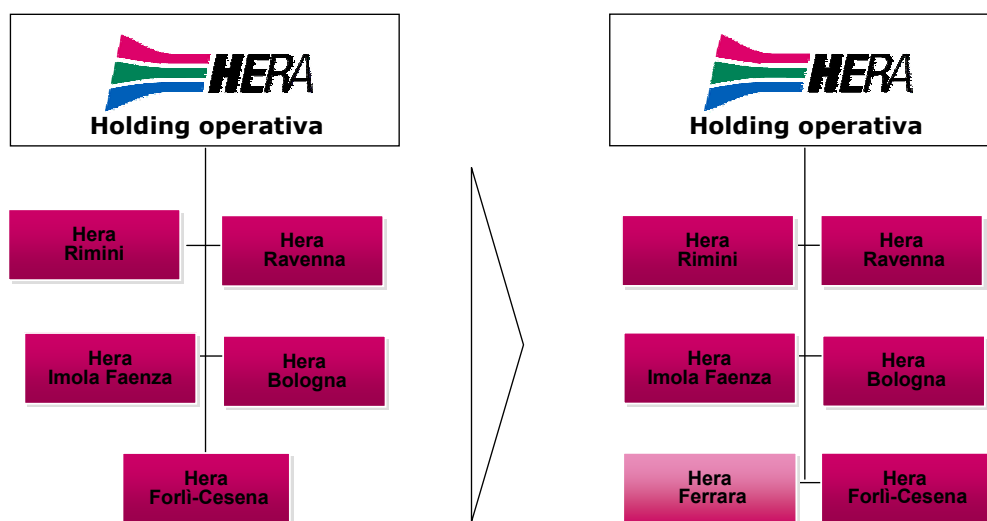 HERA
Holding operativa
Hera
Rimini
Hera
Ravenna
Hera
Imola Faenza
Hera
Bologna
Hera
Forlì-Cesena
HERA
Holding operativa
Hera
Rimini
Hera
Ravenna
Hera
Imola Faenza
Hera
Bologna
Hera
Ferrara
Hera
Forlì-Cesena